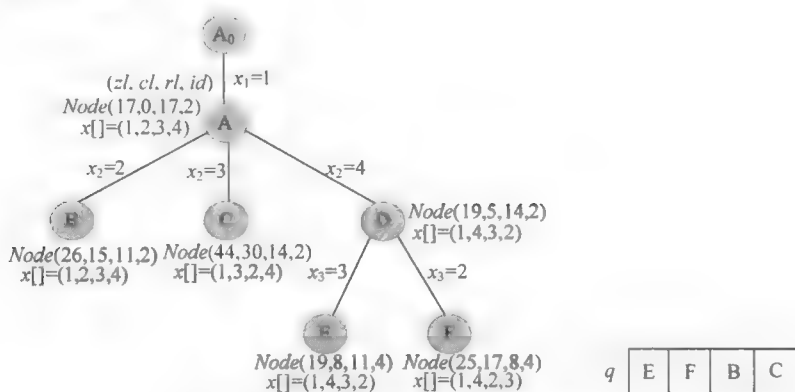 A₀
(zl, cl, rl, id) x₁=1
Node(17,0,17,2)
x[]=(1,2,3,4) A
x₂=2 x₂=3 x₂=4
B C D Node(19,5,14,2)
x[]=(1,4,3,2)
Node(26,15,11,2) Node(44,30,14,2)
x[]=(1,2,3,4) x[]=(1,3,2,4)
x₃=3 x₃=2
E F
Node(19,8,11,4) Node(25,17,8,4)
x[]=(1,4,3,2) x[]=(1,4,2,3)
q E F B C